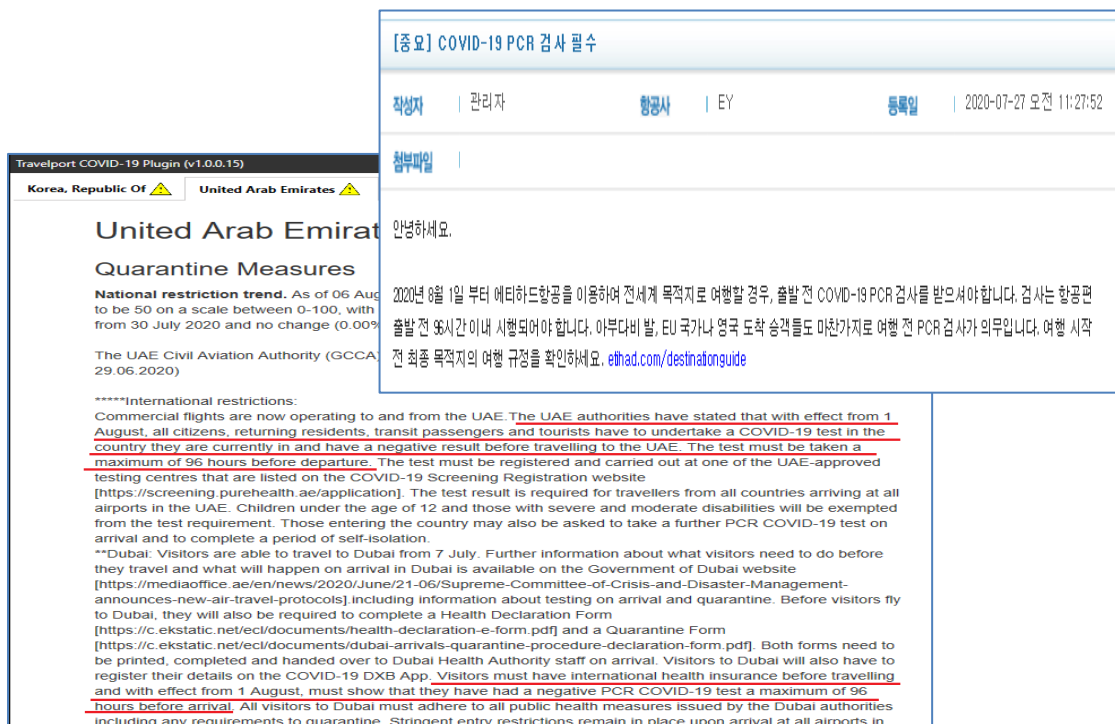 [중요] COVID-19 PCR 검사 필수
작성자 | 관리자 항공사 | EY 등록일 | 2020-07-27 오전 11:27:52
첨부파일 |
안녕하세요.
2020년 8월 1일 부터 에티하드항공을 이용하여 전세계 목적지로 여행할 경우, 출발 전 COVID-19 PCR 검사를 받으셔야 합니다. 검사는 항공편
출발 전 96시간 이내 시행되어야 합니다. 아부다비 발, EU 국가나 영국 도착 승객들도 마찬가지로 여행 전 PCR 검사가 의무입니다. 여행 시작
전 최종 목적지의 여행 규정을 확인하세요. etihad.com/destinationguide
Travelport COVID-19 Plugin (v1.0.0.15)
Korea, Republic Of United Arab Emirates
United Arab Emirat
Quarantine Measures
National restriction trend. As of 06 Aug
to be 50 on a scale between 0-100, with
from 30 July 2020 and no change (0.00%
The UAE Civil Aviation Authority (GCCA)
29.06.2020)
*****International restrictions:
Commercial flights are now operating to and from the UAE.The UAE authorities have stated that with effect from 1
August, all citizens, returning residents, transit passengers and tourists have to undertake a COVID-19 test in the
country they are currently in and have a negative result before travelling to the UAE. The test must be taken a
maximum of 96 hours before departure. The test must be registered and carried out at one of the UAE-approved
testing centres that are listed on the COVID-19 Screening Registration website
[https://screening.purehealth.ae/application]. The test result is required for travellers from all countries arriving at all
airports in the UAE. Children under the age of 12 and those with severe and moderate disabilities will be exempted
from the test requirement. Those entering the country may also be asked to take a further PCR COVID-19 test on
arrival and to complete a period of self-isolation.
**Dubai: Visitors are able to travel to Dubai from 7 July. Further information about what visitors need to do before
they travel and what will happen on arrival in Dubai is available on the Government of Dubai website
[https://mediaoffice.ae/en/news/2020/June/21-06/Supreme-Committee-of-Crisis-and-Disaster-Management-
announces-new-air-travel-protocols].including information about testing on arrival and quarantine. Before visitors fly
to Dubai, they will also be required to complete a Health Declaration Form
[https://c.ekstatic.net/ecl/documents/health-declaration-e-form.pdf] and a Quarantine Form
[https://c.ekstatic.net/ecl/documents/dubai-arrivals-quarantine-procedure-declaration-form.pdf]. Both forms need to
be printed, completed and handed over to Dubai Health Authority staff on arrival. Visitors to Dubai will also have to
register their details on the COVID-19 DXB App. Visitors must have international health insurance before travelling
and with effect from 1 August, must show that they have had a negative PCR COVID-19 test a maximum of 96
hours before arrival. All visitors to Dubai must adhere to all public health measures issued by the Dubai authorities
including any requirements to quarantine. Stringent entry restrictions remain in place upon arrival at all airports in